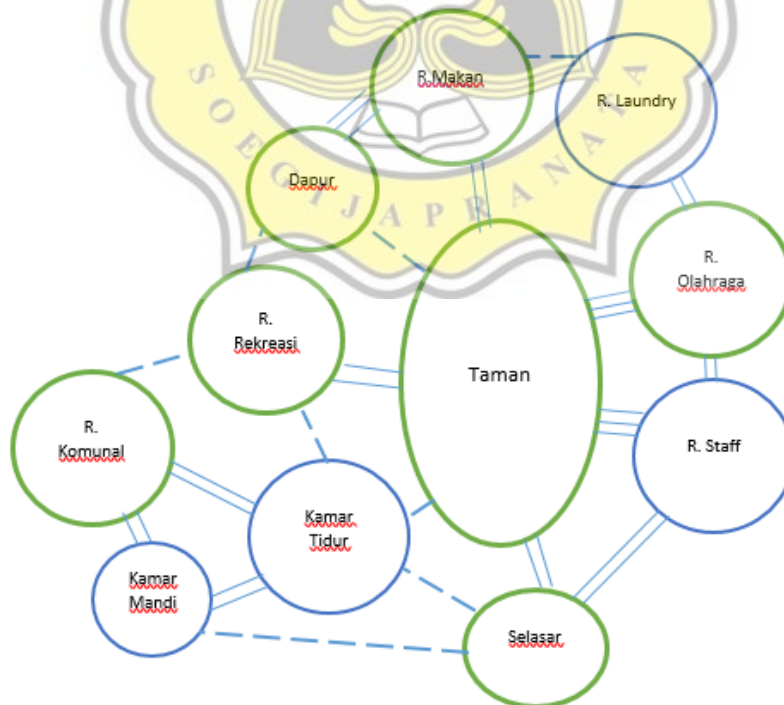 SOEGIJAPRANATA
R.Makan
R. Laundry
Dapur
R.
Olahraga
R.
Rekreasi
Taman
R.
Komunal
R. Staff
Kamar
Tidur
Kamar
Mandi
Selasar